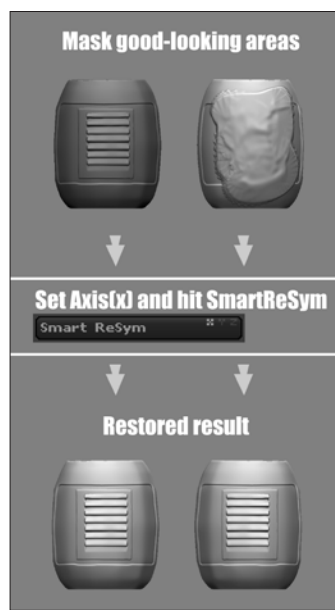 Mask good-looking areas
Set Axis(x) and hit SmartReSym
Smart ReSym X Y Z
Restored result